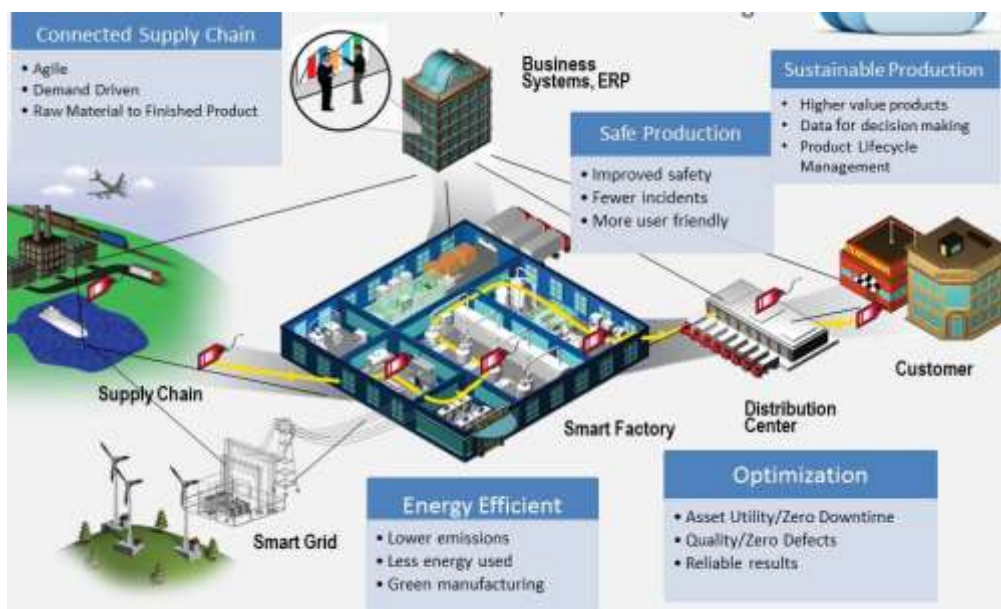 Connected Supply Chain
• Agile
• Demand Driven
• Raw Material to Finished Product
Business
Systems, ERP
Sustainable Production
• Higher value products
• Data for decision making
• Product Lifecycle
Management
Safe Production
• Improved safety
• Fewer incidents
• More user friendly
Supply Chain
Smart Factory
Distribution
Center
Customer
Smart Grid
Energy Efficient
• Lower emissions
• Less energy used
• Green manufacturing
Optimization
• Asset Utility/Zero Downtime
• Quality/Zero Defects
• Reliable results